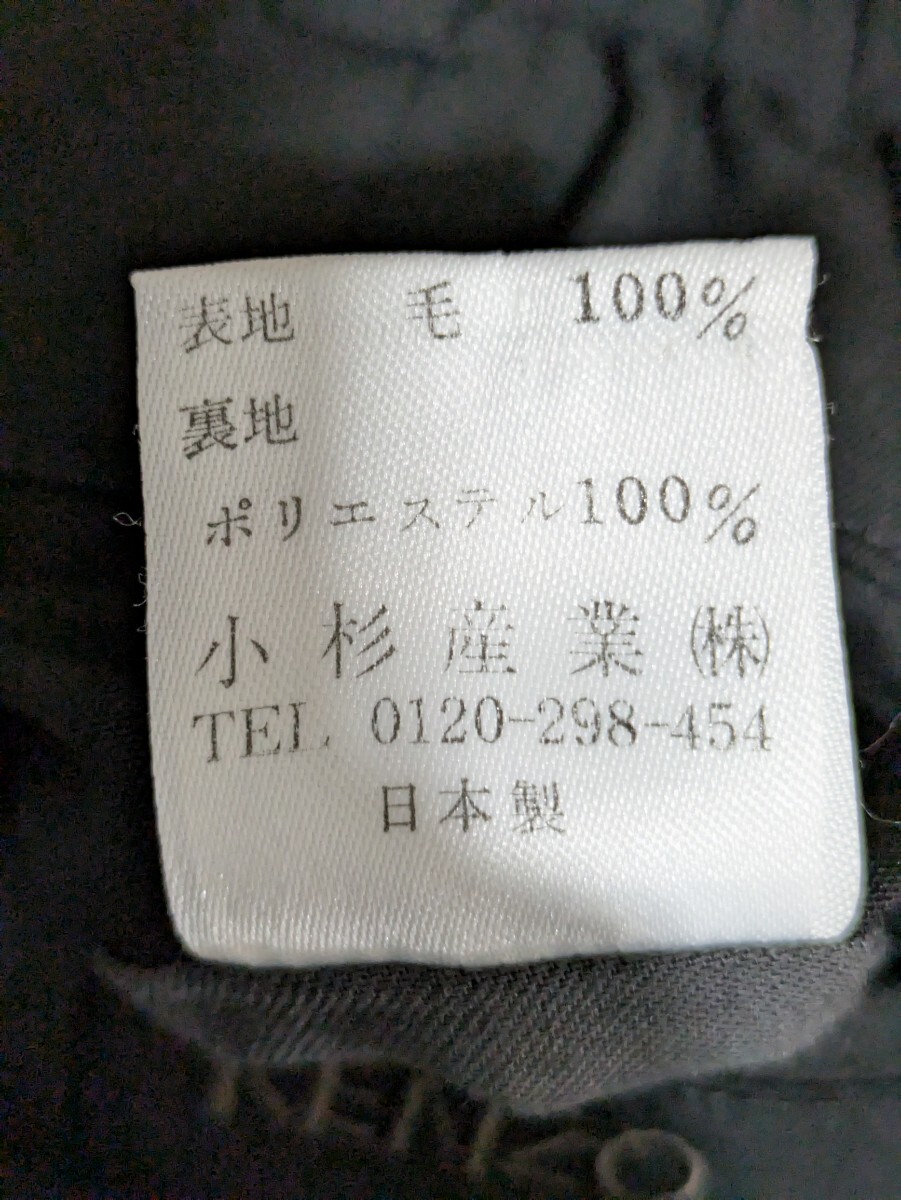 表地 毛 100%
裏地
ポリエステル100%
小杉産業㈱
TEL 0120-298-454
日本製